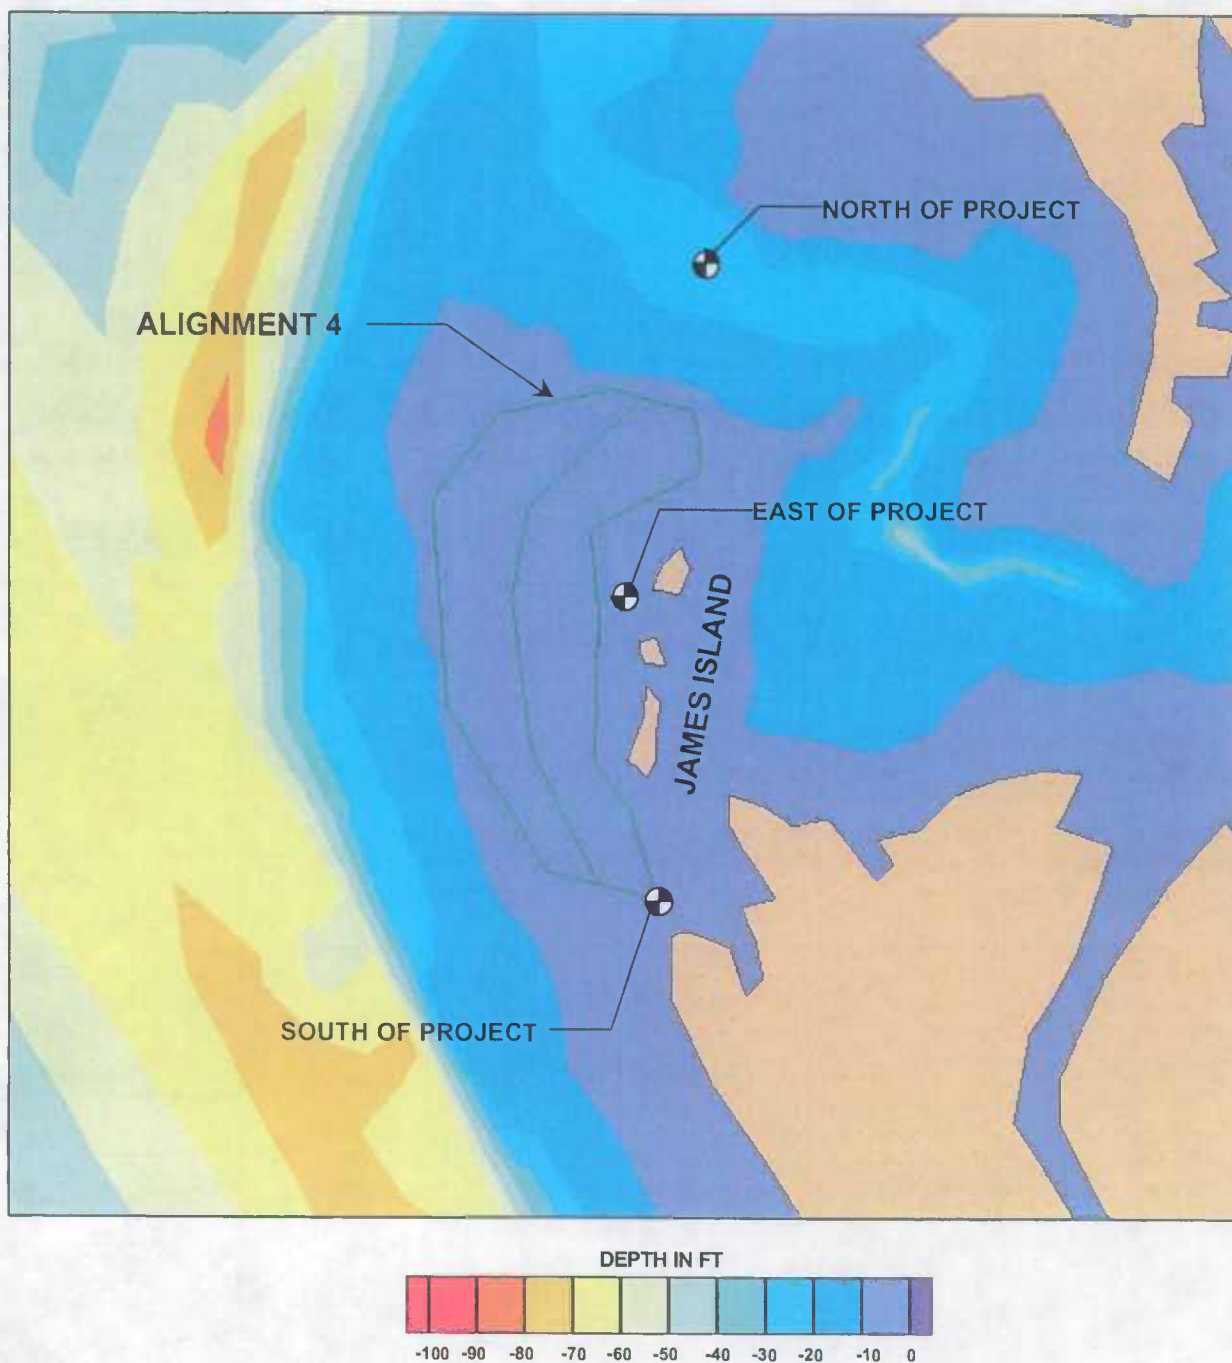 NORTH OF PROJECT
ALIGNMENT 4
EAST OF PROJECT
JAMES ISLAND
SOUTH OF PROJECT
DEPTH IN FT
-100 -90 -80 -70 -60 -50 -40 -30 -20 -10 0